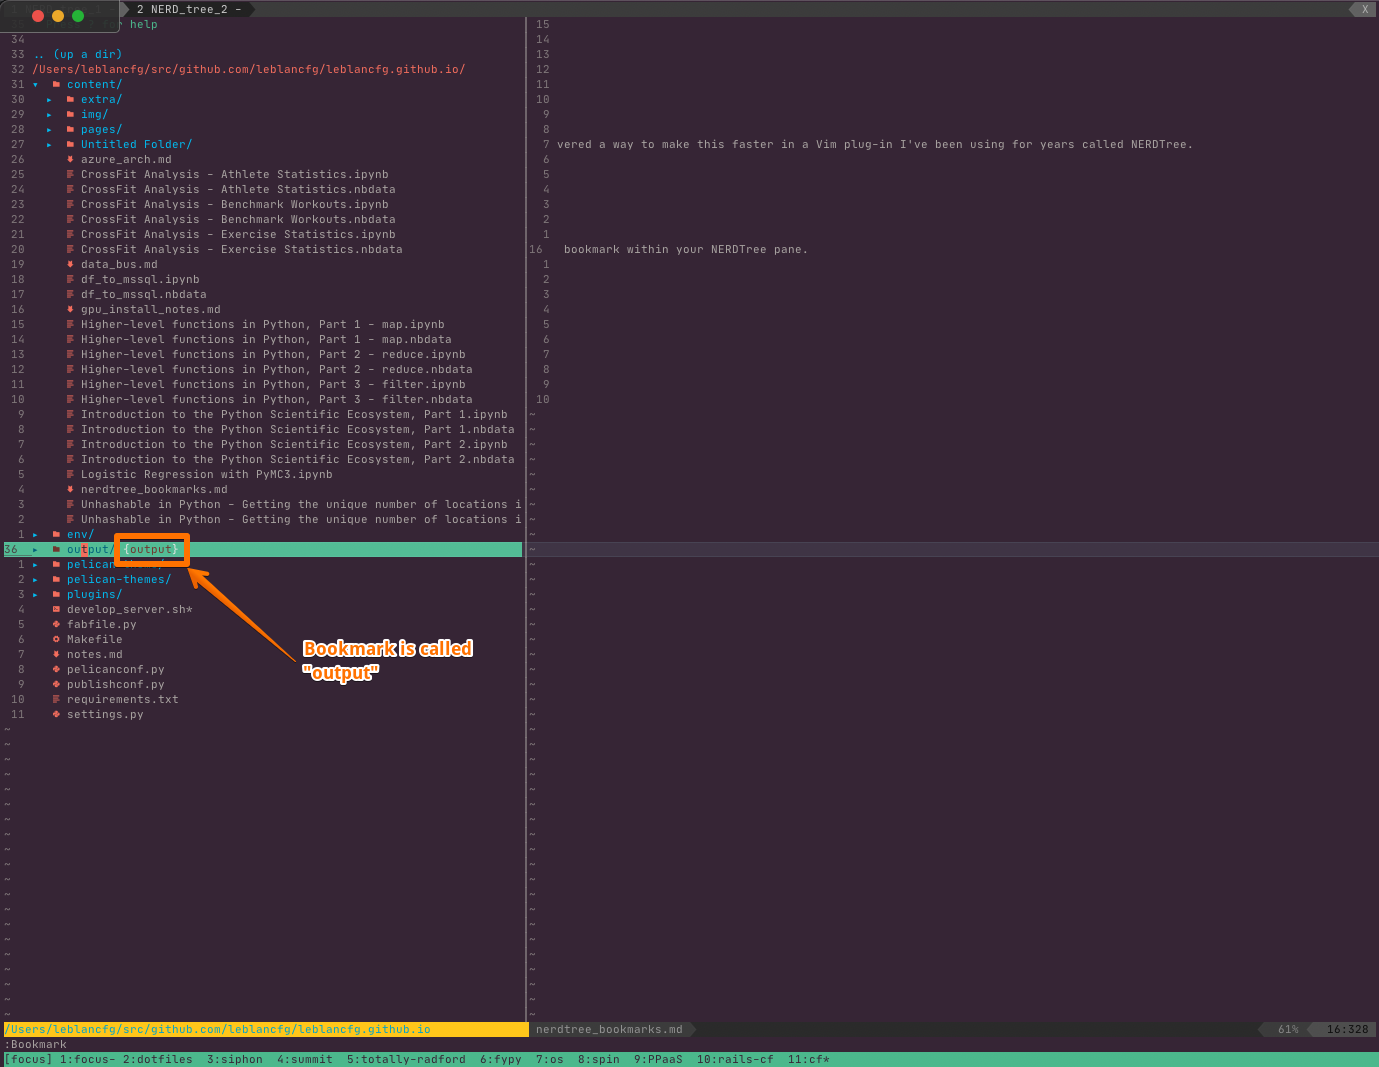 2 NERD_tree_2 -
X
for help
34
33 .. (up a dir)
32 /Users/leblancfg/src/github.com/leblancfg/leblancfg.github.io/
31 ▾ content/
30 ▸ extra/
29 ▸ img/
28 ▸ pages/
27 ▸ Untitled Folder/
26 azure_arch.md
25 CrossFit Analysis - Athlete Statistics.ipynb
24 CrossFit Analysis - Athlete Statistics.nbdata
23 CrossFit Analysis - Benchmark Workouts.ipynb
22 CrossFit Analysis - Benchmark Workouts.nbdata
21 CrossFit Analysis - Exercise Statistics.ipynb
20 CrossFit Analysis - Exercise Statistics.nbdata
19 data_bus.md
18 df_to_mssql.ipynb
17 df_to_mssql.nbdata
16 gpu_install_notes.md
15 Higher-level functions in Python, Part 1 - map.ipynb
14 Higher-level functions in Python, Part 1 - map.nbdata
13 Higher-level functions in Python, Part 2 - reduce.ipynb
12 Higher-level functions in Python, Part 2 - reduce.nbdata
11 Higher-level functions in Python, Part 3 - filter.ipynb
10 Higher-level functions in Python, Part 3 - filter.nbdata
9 Introduction to the Python Scientific Ecosystem, Part 1.ipynb
8 Introduction to the Python Scientific Ecosystem, Part 1.nbdata
7 Introduction to the Python Scientific Ecosystem, Part 2.ipynb
6 Introduction to the Python Scientific Ecosystem, Part 2.nbdata
5 Logistic Regression with PyMC3.ipynb
4 nerdtree_bookmarks.md
3 Unhashable in Python - Getting the unique number of locations i
2 Unhashable in Python - Getting the unique number of locations i
1 ▸ env/
36 ▸ output/ {output}
1 ▸ pelican-
2 ▸ pelican-themes/
3 ▸ plugins/
4 develop_server.sh*
5 fabfile.py
6 Makefile
7 notes.md
8 pelicanconf.py
9 publishconf.py
10 requirements.txt
11 settings.py
Bookmark is called
"output"
15
14
13
12
11
10
9
8
7 vered a way to make this faster in a Vim plug-in I've been using for years called NERDTree.
6
5
4
3
2
1
16 bookmark within your NERDTree pane.
1
2
3
4
5
6
7
8
9
10
/Users/leblancfg/src/github.com/leblancfg/leblancfg.github.io
nerdtree_bookmarks.md
61% 16:328
:Bookmark
[focus] 1:focus- 2:dotfiles 3:siphon 4:summit 5:totally-radford 6:fypy 7:os 8:spin 9:PPaaS 10:rails-cf 11:cf*